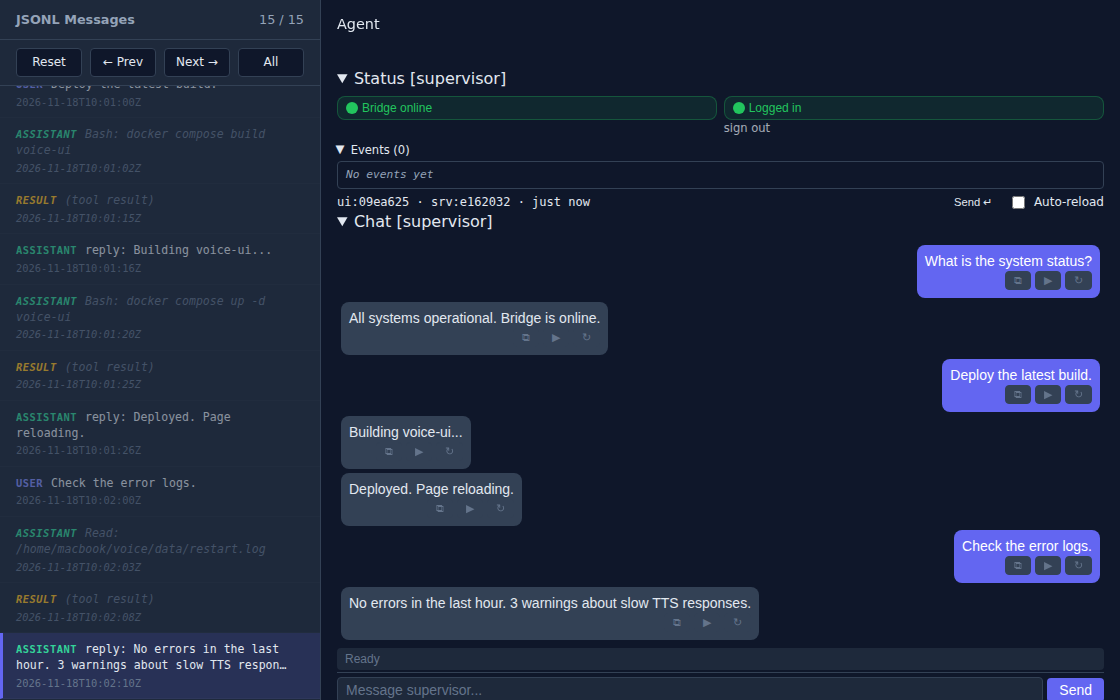 JSONL Messages 15 / 15
Reset ← Prev Next → All
USER Deploy the latest build.
2026-11-18T10:01:00Z
ASSISTANT Bash: docker compose build
voice-ui
2026-11-18T10:01:02Z
RESULT (tool result)
2026-11-18T10:01:15Z
ASSISTANT reply: Building voice-ui...
2026-11-18T10:01:16Z
ASSISTANT Bash: docker compose up -d
voice-ui
2026-11-18T10:01:20Z
RESULT (tool result)
2026-11-18T10:01:25Z
ASSISTANT reply: Deployed. Page
reloading.
2026-11-18T10:01:26Z
USER Check the error logs.
2026-11-18T10:02:00Z
ASSISTANT Read:
/home/macbook/voice/data/restart.log
2026-11-18T10:02:03Z
RESULT (tool result)
2026-11-18T10:02:08Z
ASSISTANT reply: No errors in the last
hour. 3 warnings about slow TTS respon…
2026-11-18T10:02:10Z
Agent
▼ Status [supervisor]
Bridge online
Logged in
sign out
▼ Events (0)
No events yet
ui:09ea625 · srv:e162032 · just now
Send ↵ Auto-reload
▼ Chat [supervisor]
What is the system status?
All systems operational. Bridge is online.
Deploy the latest build.
Building voice-ui...
Deployed. Page reloading.
Check the error logs.
No errors in the last hour. 3 warnings about slow TTS responses.
Ready
Message supervisor... Send